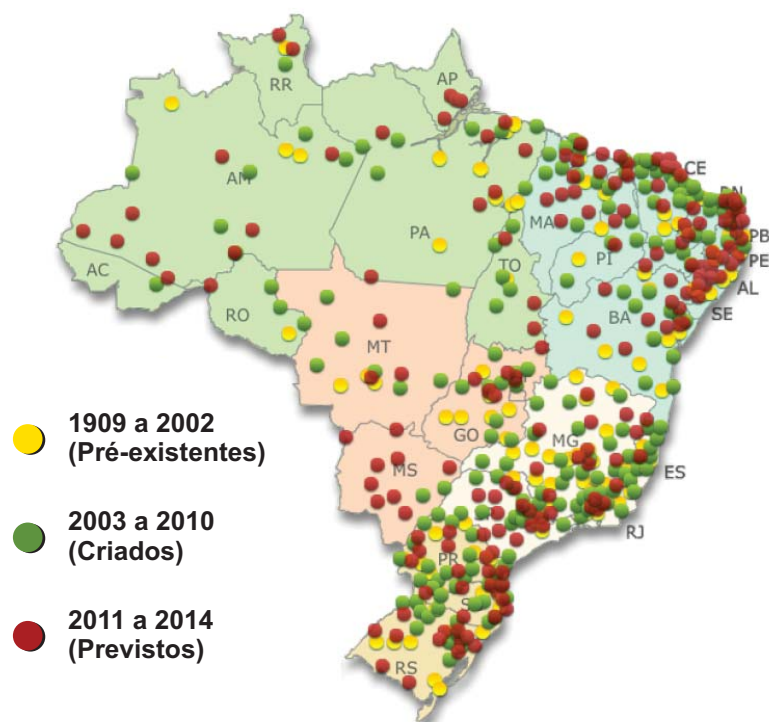 RR
AP
AM
PA
CE
MA
RN
PB
PE
AL
SE
PI
AC
TO
RO
BA
MT
GO
MG
ES
MS
RJ
PR
RS
1909 a 2002
(Pré-existentes)
2003 a 2010
(Criados)
2011 a 2014
(Previstos)